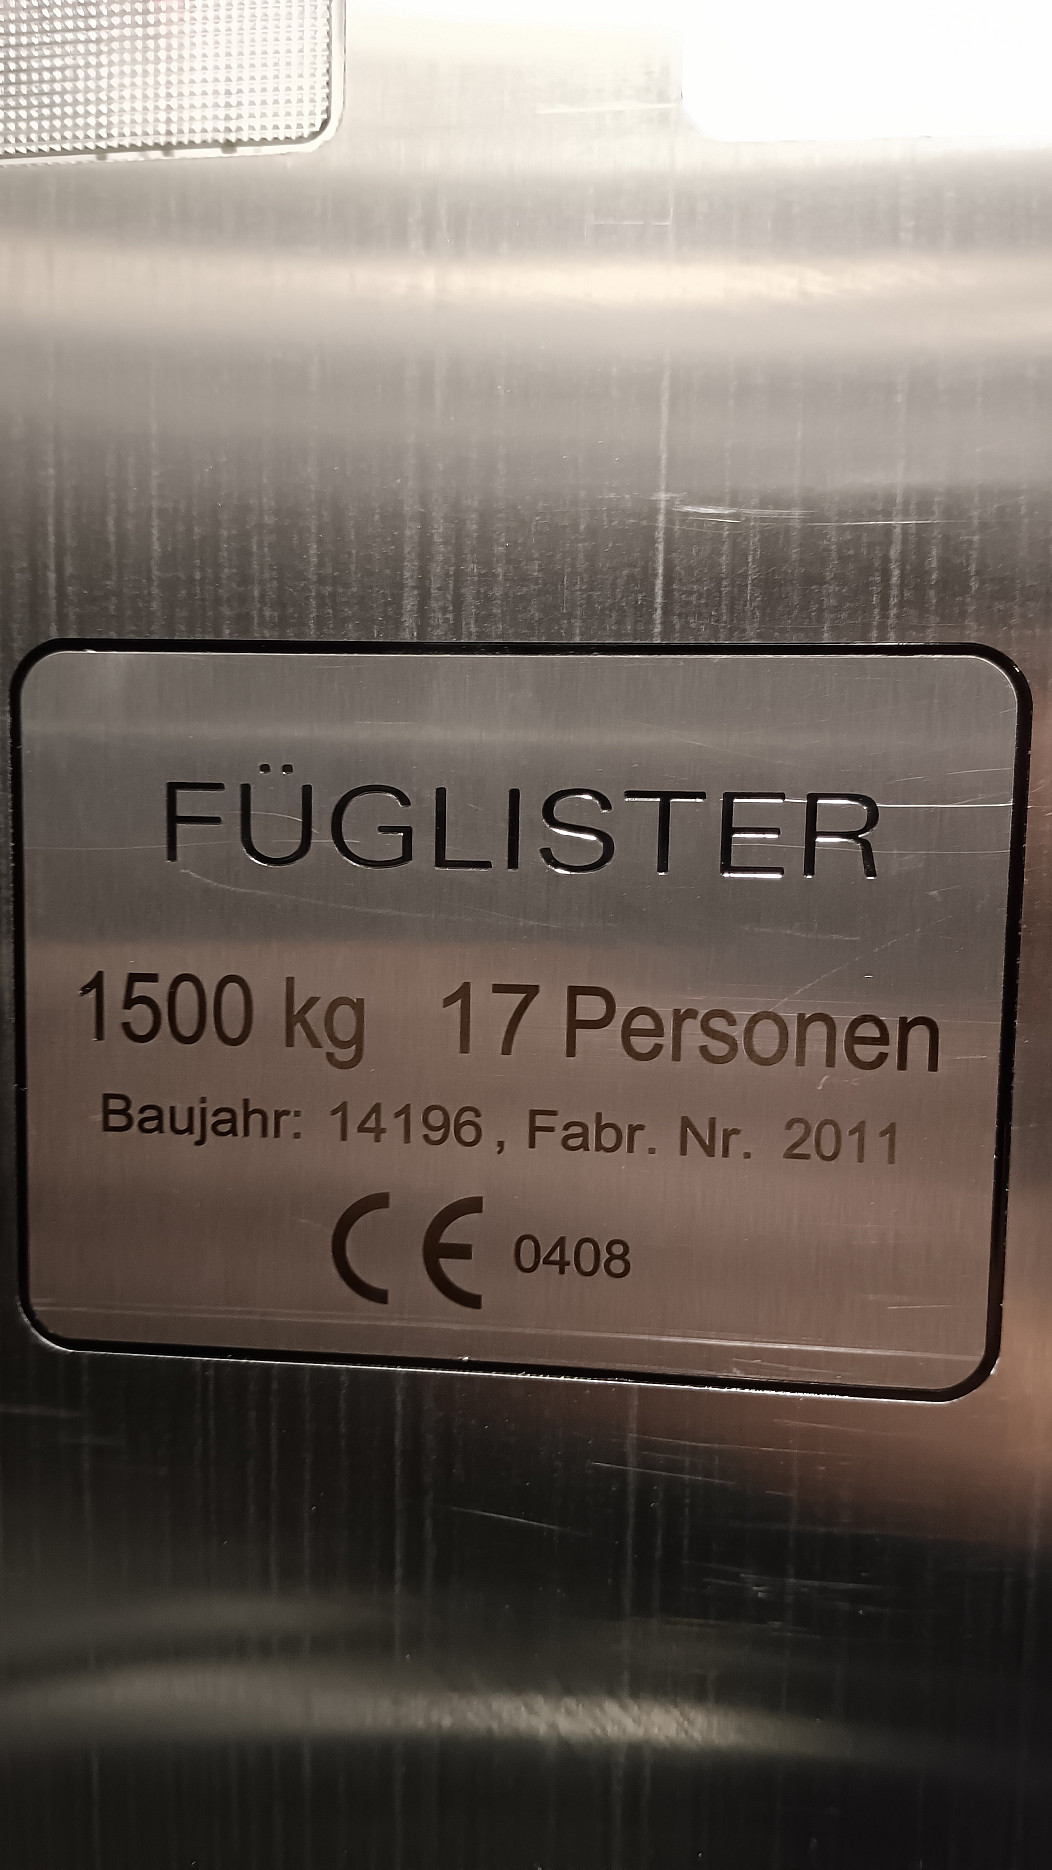 FÜGLISTER
1500 kg 17 Personen
Baujahr: 14196, Fabr. Nr. 2011
CE 0408